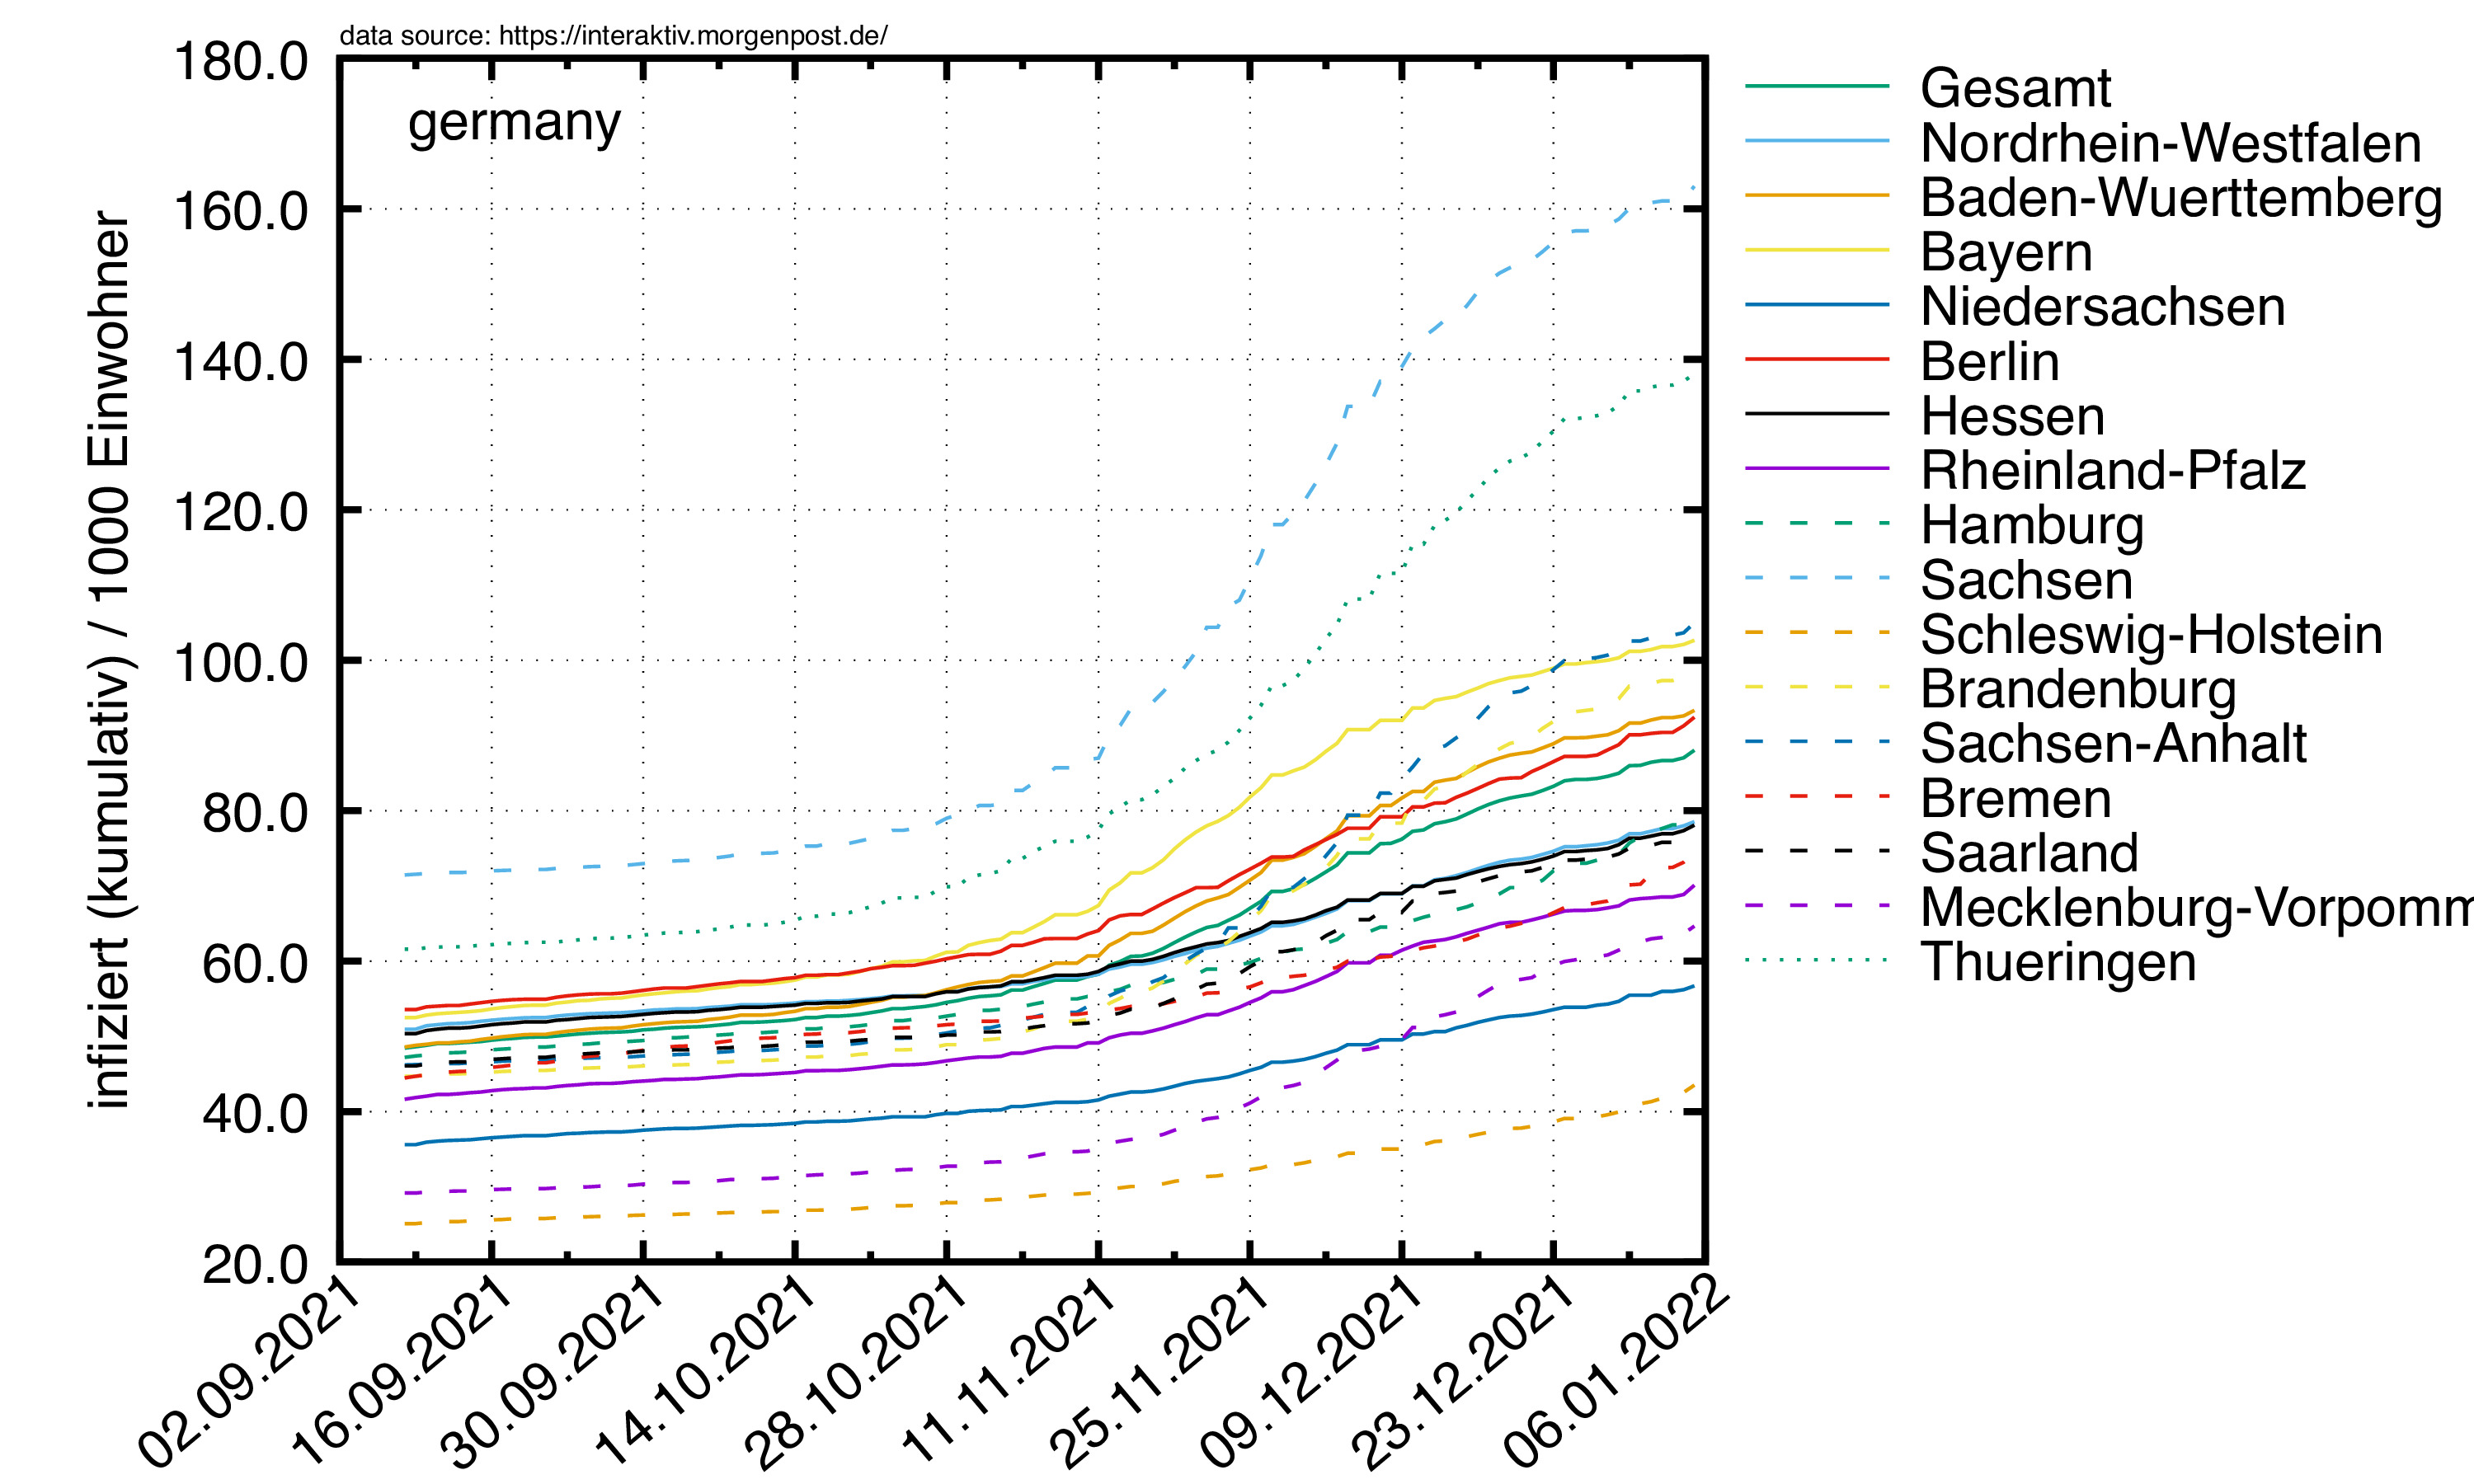 data source: https://interaktiv.morgenpost.de/
germany
infiziert (kumulativ) / 1000 Einwohner
180.0
160.0
140.0
120.0
100.0
80.0
60.0
40.0
20.0
02.09.2021
16.09.2021
30.09.2021
14.10.2021
28.10.2021
11.11.2021
25.11.2021
09.12.2021
23.12.2021
06.01.2022
Gesamt
Nordrhein-Westfalen
Baden-Wuerttemberg
Bayern
Niedersachsen
Berlin
Hessen
Rheinland-Pfalz
Hamburg
Sachsen
Schleswig-Holstein
Brandenburg
Sachsen-Anhalt
Bremen
Saarland
Mecklenburg-Vorpomm
Thueringen